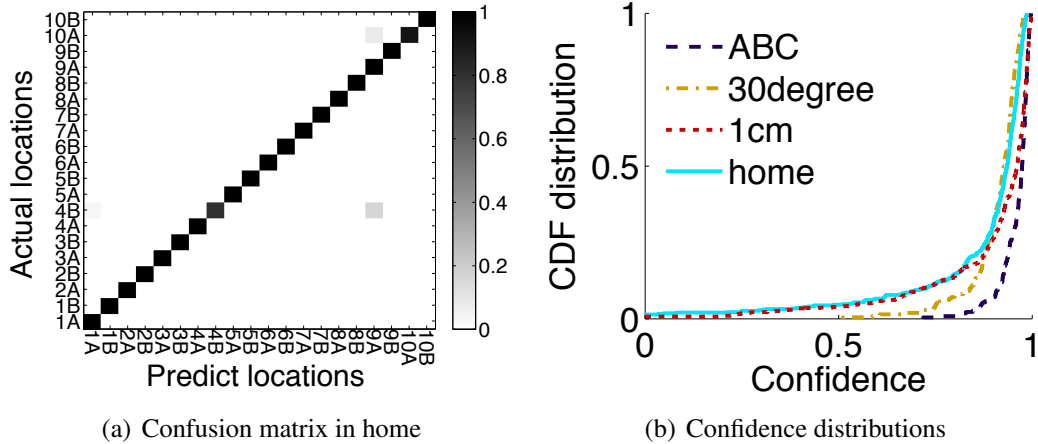 10B
10A
9B
9A
8B
8A
7B
7A
6B
6A
5B
5A
4B
4A
3B
3A
2B
2A
1B
1A
Actual locations
1A 1B 2A 2B 3A 3B 4A 4B 5A 5B 6A 6B 7A 7B 8A 8B 9A 9B 10A 10B
Predict locations
1
0.8
0.6
0.4
0.2
0
(a) Confusion matrix in home
1
0.5
0
CDF distribution
ABC
30degree
1cm
home
0 0.5 1
Confidence
(b) Confidence distributions